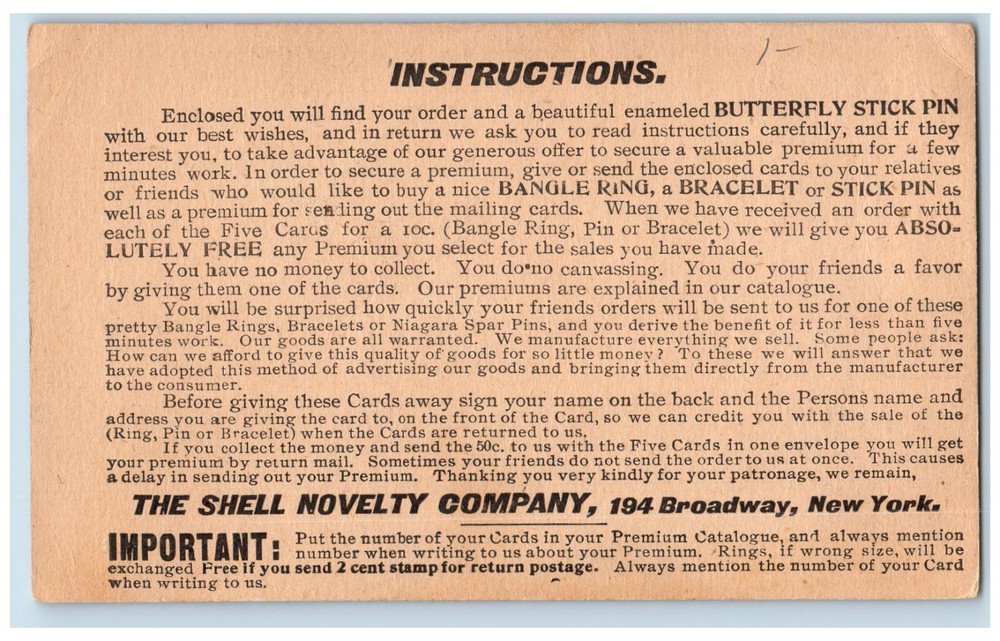 1-
INSTRUCTIONS.
Enclosed you will find your order and a beautiful enameled BUTTERFLY STICK PIN
with our best wishes, and in return we ask you to read instructions carefully, and if they
interest you, to take advantage of our generous offer to secure a valuable premium for a few
minutes work. In order to secure a premium, give or send the enclosed cards to your relatives
or friends who would like to buy a nice BANGLE RING, a BRACELET or STICK PIN as
well as a premium for sending out the mailing cards. When we have received an order with
each of the Five Cards for a 10c. (Bangle Ring, Pin or Bracelet) we will give you ABSO-
LUTELY FREE any Premium you select for the sales you have made.
You have no money to collect. You do no canvassing. You do your friends a favor
by giving them one of the cards. Our premiums are explained in our catalogue.
You will be surprised how quickly your friends orders will be sent to us for one of these
pretty Bangle Rings, Bracelets or Niagara Spar Pins, and you derive the benefit of it for less than five
minutes work. Our goods are all warranted. We manufacture everything we sell. Some people ask:
How can we afford to give this quality of goods for so little money? To these we will answer that we
have adopted this method of advertising our goods and bringing them directly from the manufacturer
to the consumer.
Before giving these Cards away sign your name on the back and the Persons name and
address you are giving the card to, on the front of the Card, so we can credit you with the sale of the
(Ring, Pin or Bracelet) when the Cards are returned to us.
If you collect the money and send the 50c. to us with the Five Cards in one envelope you will get
your premium by return mail. Sometimes your friends do not send the order to us at once. This causes
a delay in sending out your Premium. Thanking you very kindly for your patronage, we remain,
THE SHELL NOVELTY COMPANY, 194 Broadway, New York.
IMPORTANT: Put the number of your Cards in your Premium Catalogue, and always mention
number when writing to us about your Premium. Rings, if wrong size, will be
exchanged Free if you send 2 cent stamp for return postage. Always mention the number of your Card
when writing to us.